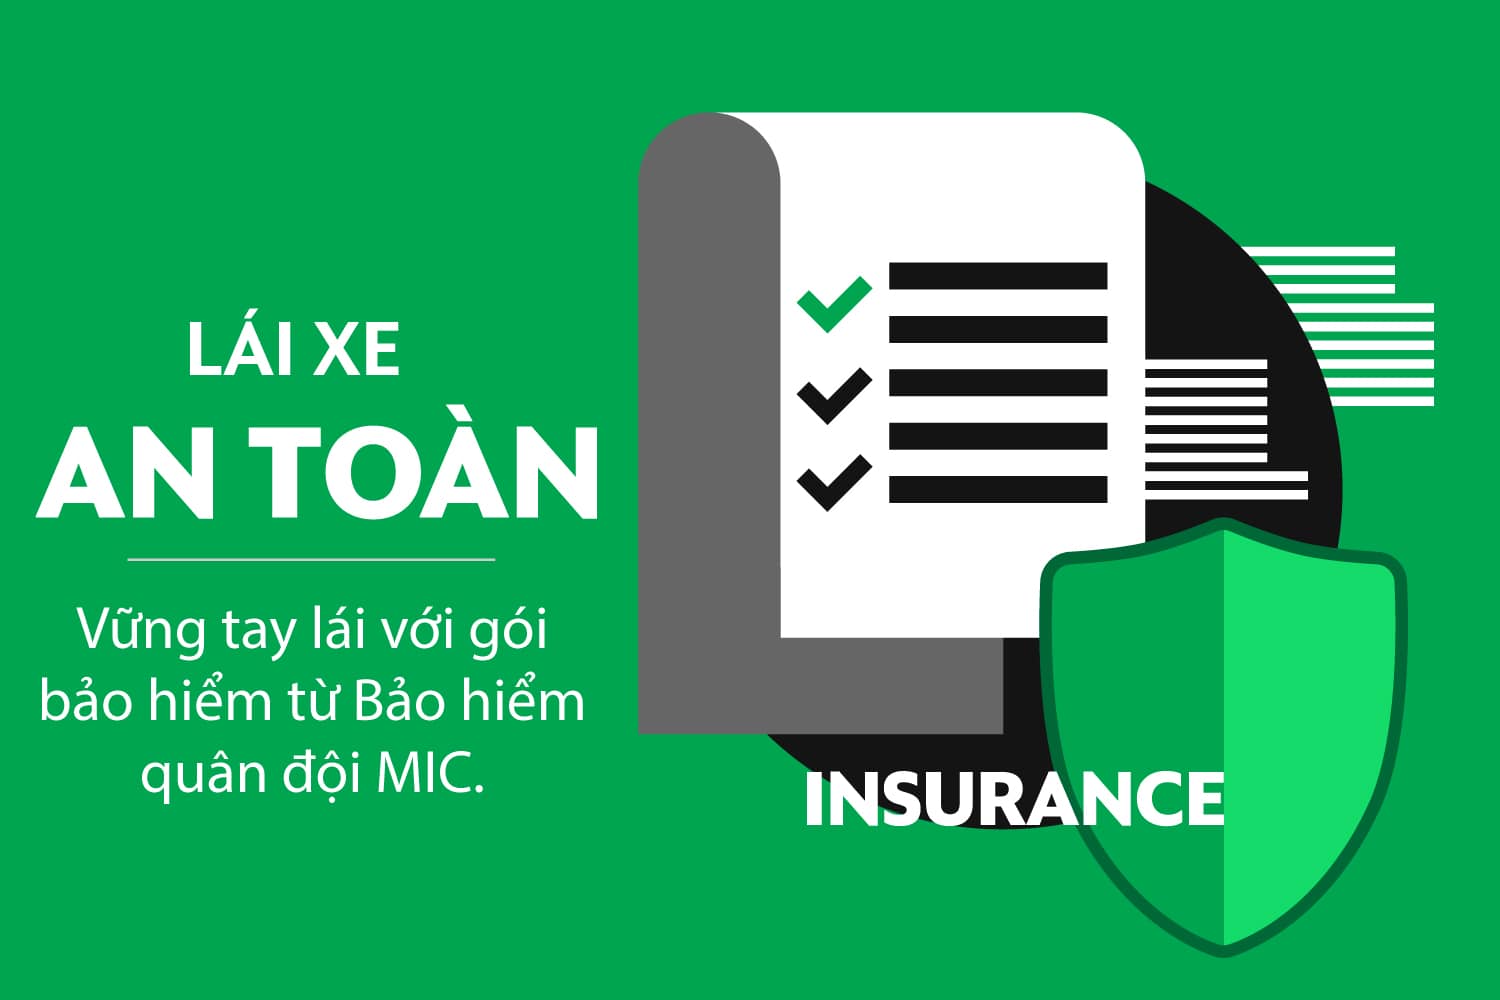 LÁI XE
AN TOÀN
Vững tay lái với gói
bảo hiểm từ Bảo hiểm
quân đội MIC.
INSURANCE